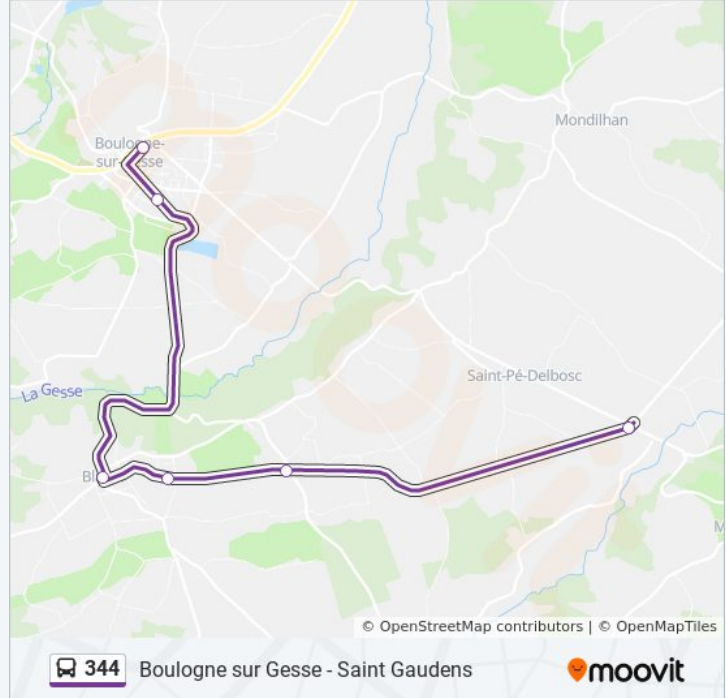 Mondilhan
Boulogne-
sur-Gesse
Saint-Pé-Delbosc
La Gesse
Bl
M
© OpenStreetMap contributors | © OpenMapTiles
344 Boulogne sur Gesse - Saint Gaudens
moovit